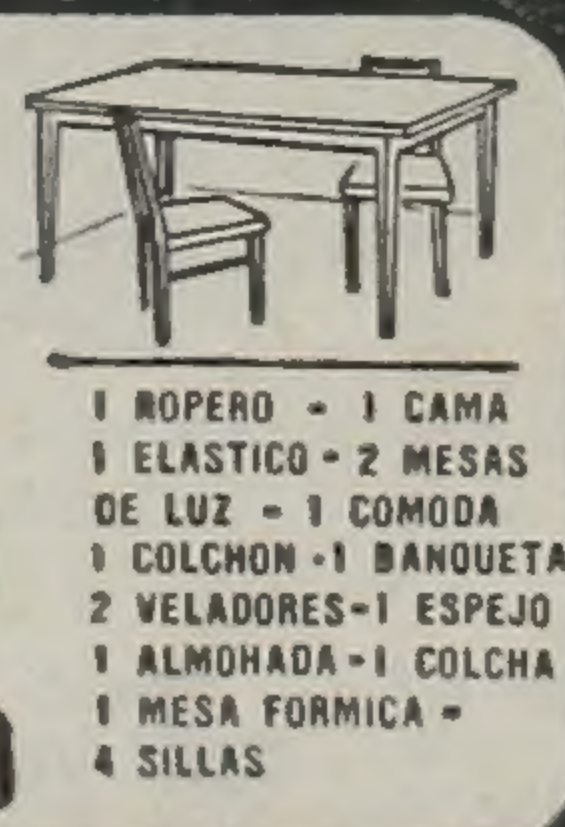 1 ROPERO - 1 CAMA
1 ELASTICO - 2 MESAS
DE LUZ - 1 COMODA
1 COLCHON - 1 BANQUETA
2 VELADORES - 1 ESPEJO
1 ALMOHADA - 1 COLCHA
1 MESA FORMICA -
4 SILLAS